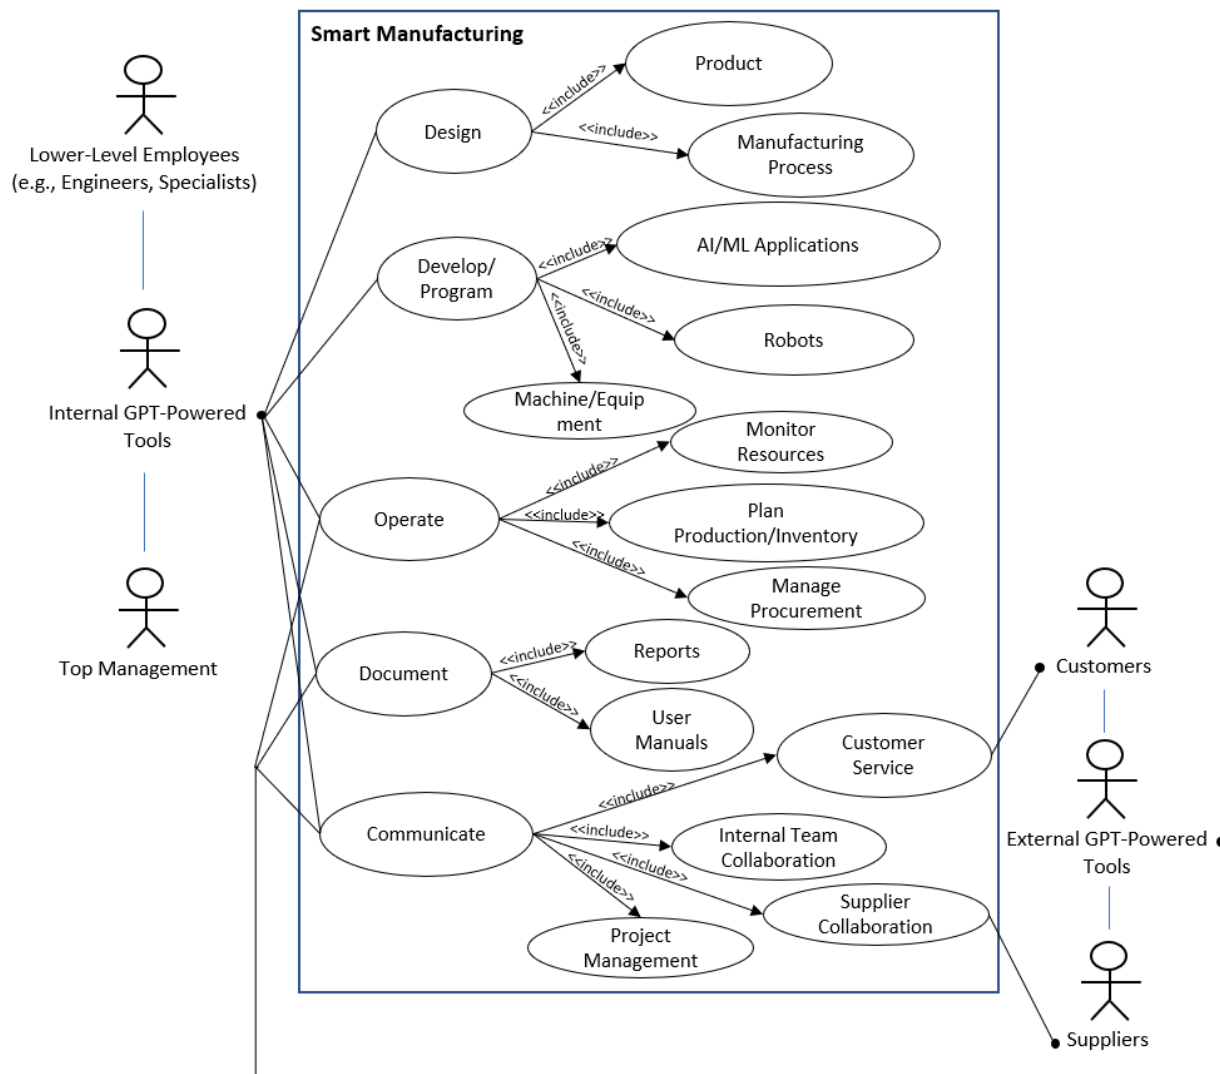 Smart Manufacturing
Lower-Level Employees
(e.g., Engineers, Specialists)
Internal GPT-Powered
Tools
Top Management
Design
<<include>>
Product
<<include>>
Manufacturing
Process
Develop/
Program
<<include>>
AI/ML Applications
<<include>>
Robots
<<include>>
Machine/Equip
ment
Operate
<<include>>
Monitor
Resources
<<include>>
Plan
Production/Inventory
<<include>>
Manage
Procurement
Document
<<include>>
Reports
<<include>>
User
Manuals
Communicate
<<include>>
Customer
Service
<<include>>
Internal Team
Collaboration
<<include>>
Supplier
Collaboration
<<include>>
Project
Management
Customers
External GPT-Powered
Tools
Suppliers